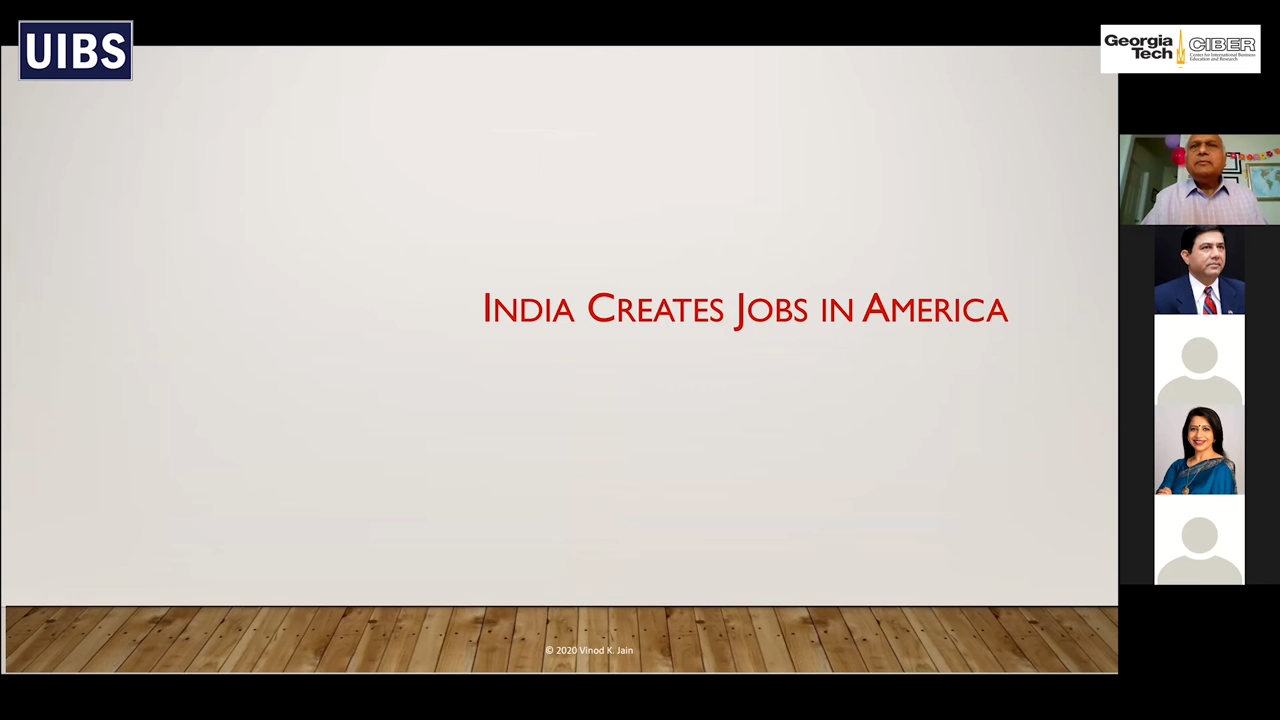 UIBS
Georgia
Tech
CIBER
Center for International Business
Education and Research
INDIA CREATES JOBS IN AMERICA
© 2020 Vinod K. Jain